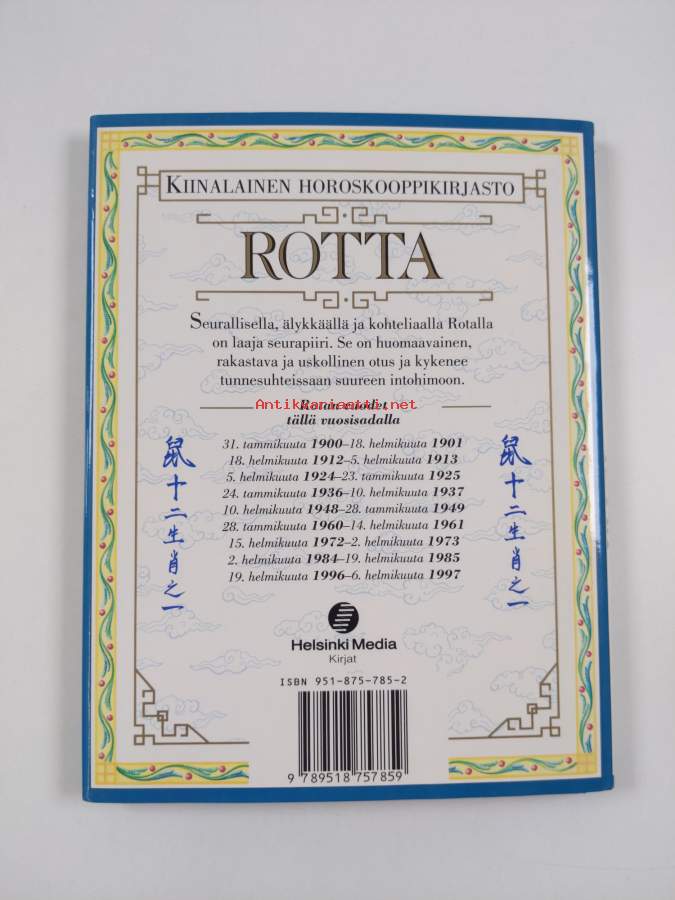 KIINALAINEN HOROSKOOPPIKIRJASTO
ROTTA
Seurallisella, älykkäällä ja kohteliaalla Rotalla
on laaja seurapiiri. Se on huomaavainen,
rakastava ja uskollinen otus ja kykenee
tunnesuhteissaan suureen intohimoon.
Rotan vuodet
Antikvariaatti.net
tällä vuosisadalla
31. tammikuuta 1900–18. helmikuuta 1901
18. helmikuuta 1912–5. helmikuuta 1913
5. helmikuuta 1924–23. tammikuuta 1925
24. tammikuuta 1936–10. helmikuuta 1937
10. helmikuuta 1948–28. tammikuuta 1949
28. tammikuuta 1960–14. helmikuuta 1961
15. helmikuuta 1972–2. helmikuuta 1973
2. helmikuuta 1984–19. helmikuuta 1985
19. helmikuuta 1996–6. helmikuuta 1997
鼠十二生肖之一
鼠十二生肖之一
Helsinki Media
Kirjat
ISBN 951-875-785-2
9 789518 757859